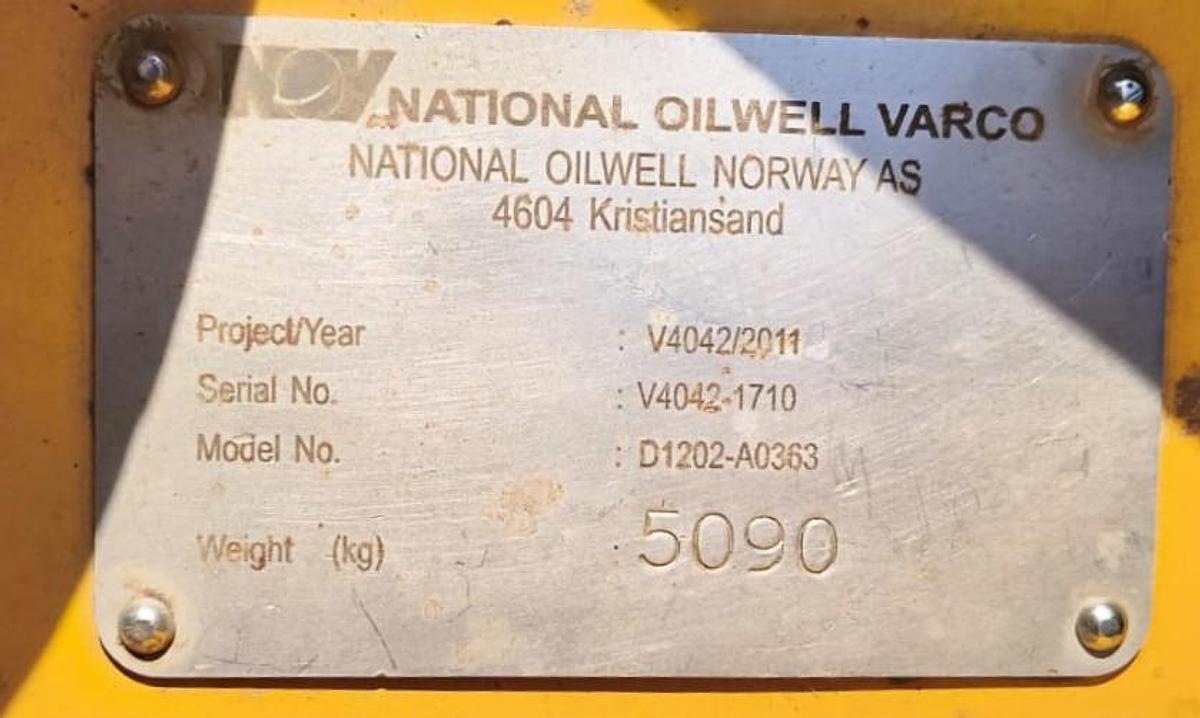 NOV NATIONAL OILWELL VARCO
NATIONAL OILWELL NORWAY AS
4604 Kristiansand
Project/Year : V4042/2011
Serial No. : V4042-1710
Model No. : D1202-A0363
Weight (kg) : 5090